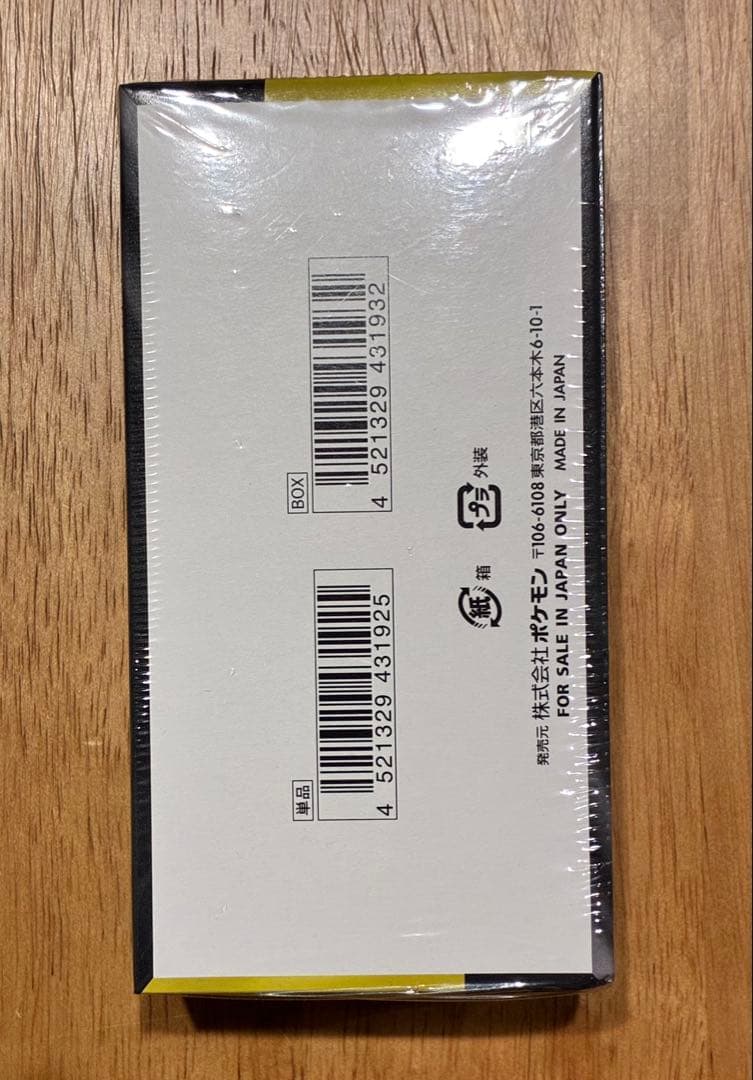 単品
4 521329 431925
BOX
4 521329 431932
紙 箱
プラ 外装
発売元 株式会社 ポケモン 〒106-6108 東京都港区六本木6-10-1
FOR SALE IN JAPAN ONLY MADE IN JAPAN